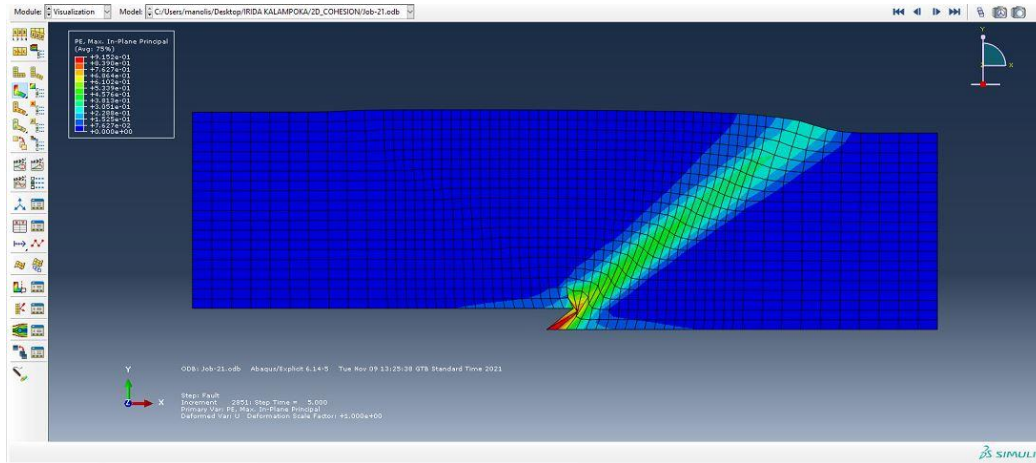 Module: Visualization Model: C:/Users/manolis/Desktop/IRIDA KALAMPOKA/2D_COHESION/Job-21.odb
PE, Max. In-Plane Principal
(Avg: 75%)
+9.152e-01
+8.390e-01
+7.627e-01
+6.864e-01
+6.102e-01
+5.339e-01
+4.576e-01
+3.813e-01
+3.051e-01
+2.288e-01
+1.525e-01
+7.627e-02
+0.000e+00
Y
X
Y
Z X
ODB: Job-21.odb Abaqus/Explicit 6.14-5 Tue Nov 09 13:25:38 GTB Standard Time 2021
Step: Fault
Increment 2851: Step Time = 5.000
Primary Var: PE, Max. In-Plane Principal
Deformed Var: U Deformation Scale Factor: +1.000e+00
SIMULI